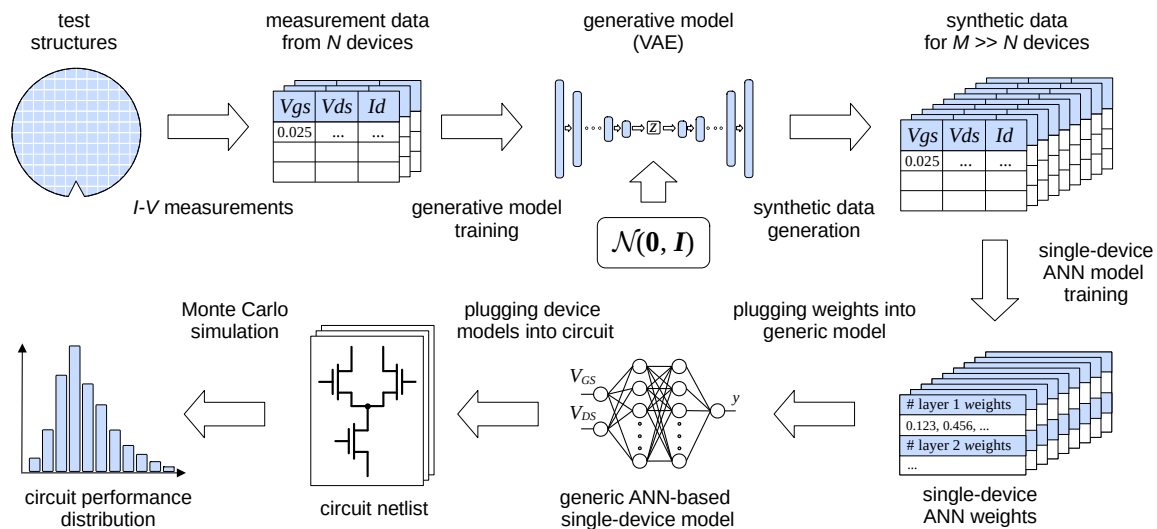 test
structures
measurement data
from N devices
generative model
(VAE)
synthetic data
for M >> N devices
Vgs Vds Id
0.025 ... ...
z
Vgs Vds Id
0.025 ... ...
I-V measurements
generative model
training
N(0, I)
synthetic data
generation
single-device
ANN model
training
Monte Carlo
simulation
plugging device
models into circuit
plugging weights into
generic model
VGS
VDS
y
# layer 1 weights
0.123, 0.456, ...
# layer 2 weights
...
circuit performance
distribution
circuit netlist
generic ANN-based
single-device model
single-device
ANN weights